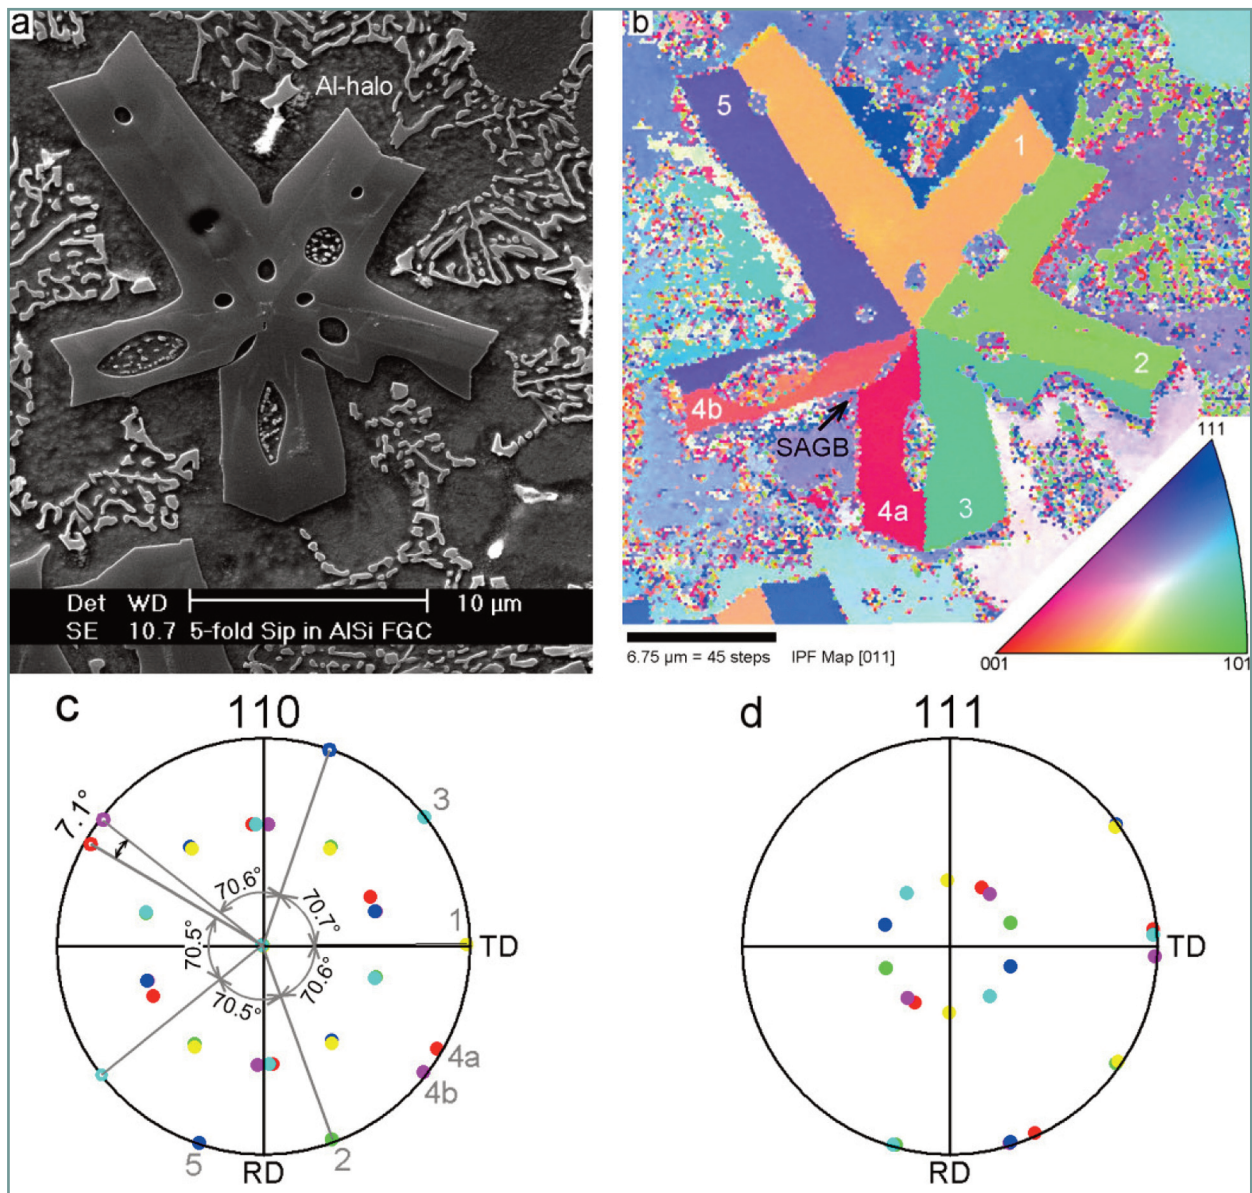 a
Al-halo
Det WD 10 µm
SE 10.7 5-fold Sip in AlSi FGC
b
5
1
2
4b
SAGB
4a
3
111
001
101
6.75 µm = 45 steps IPF Map [011]
c
110
7.1°
3
70.6°
70.7°
70.5°
1
TD
70.5°
70.6°
4a
4b
5
2
RD
d
111
TD
RD